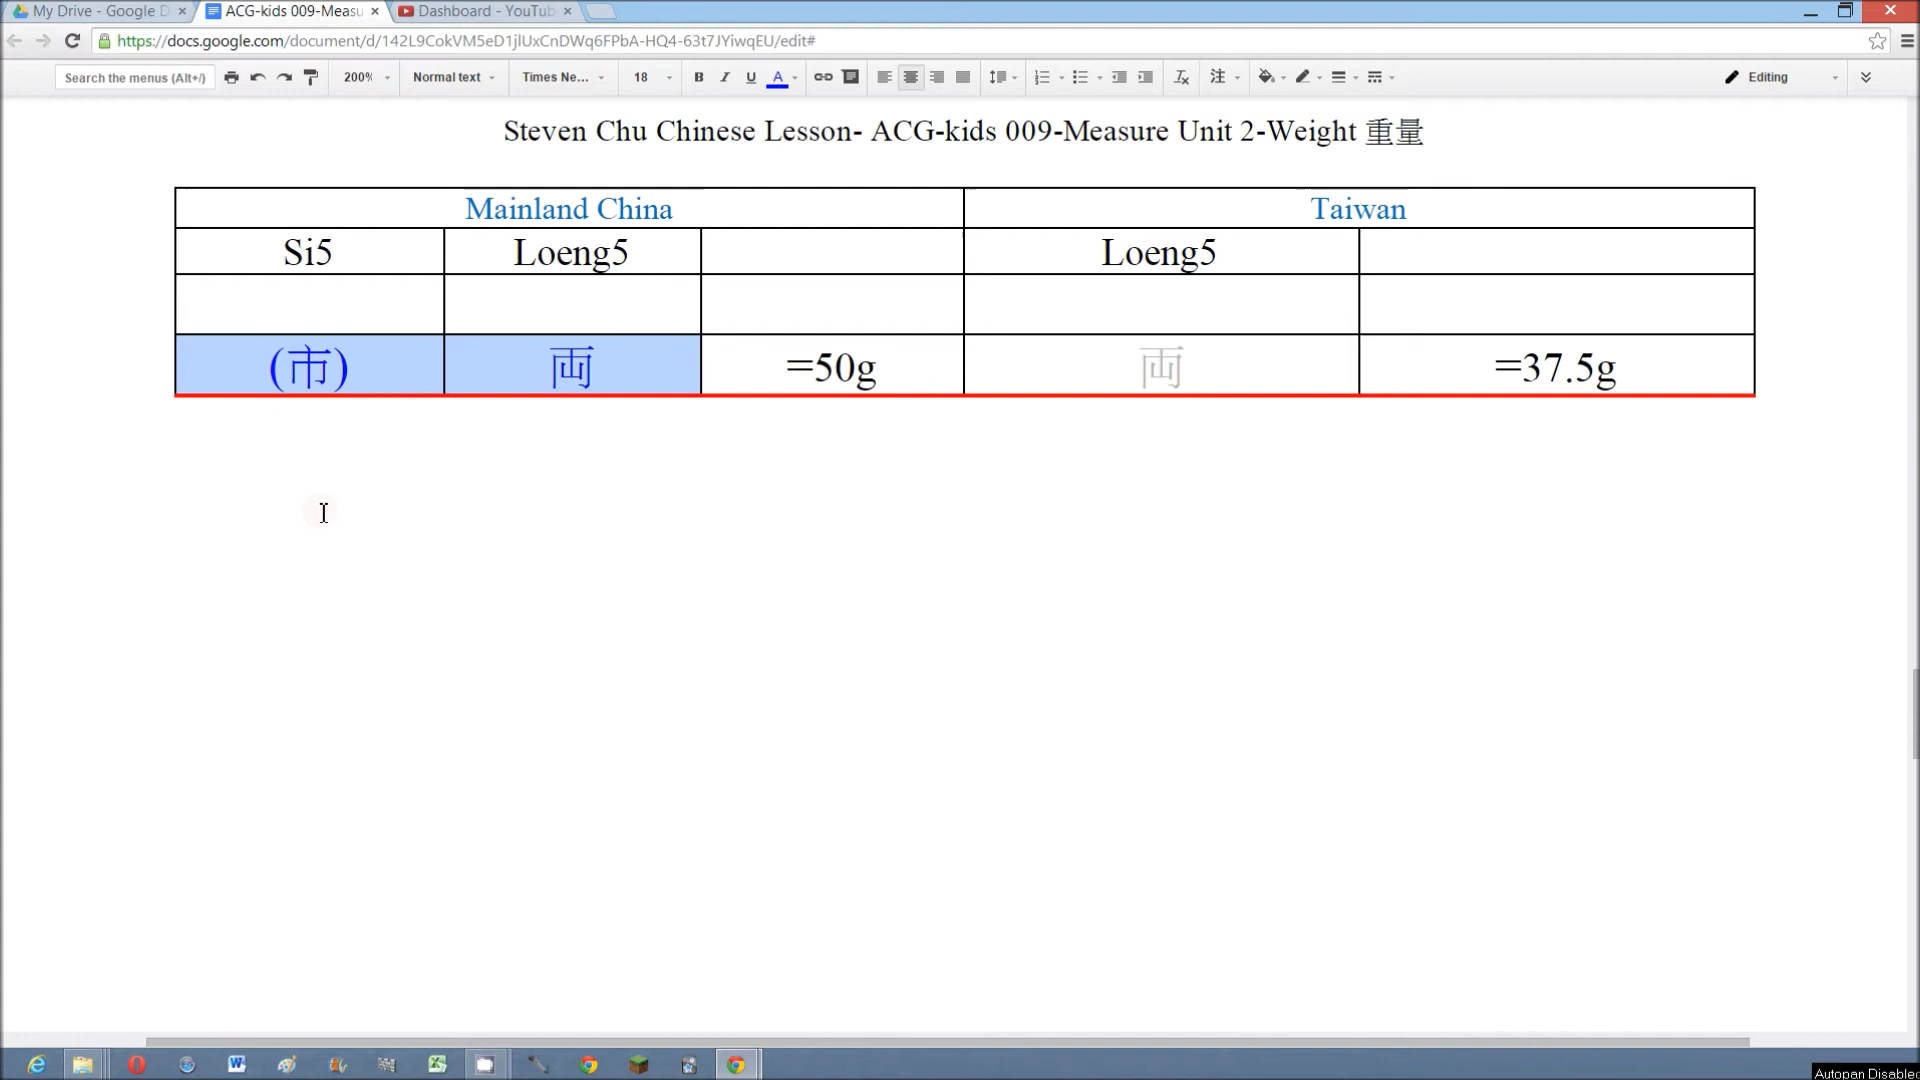 My Drive - Google D
ACG-kids 009-Measu
Dashboard - YouTub
https://docs.google.com/document/d/142L9CokVM5eD1jlUxCnDWq6FPbA-HQ4-63t7JYiwqEU/edit#
Search the menus (Alt+/) 200% Normal text Times Ne... 18 B I U A 注 Editing
Steven Chu Chinese Lesson- ACG-kids 009-Measure Unit 2-Weight 重量
Mainland China Taiwan
Si5 Loeng5 Loeng5
(市) 両 =50g 両 =37.5g
Autopan Disabled